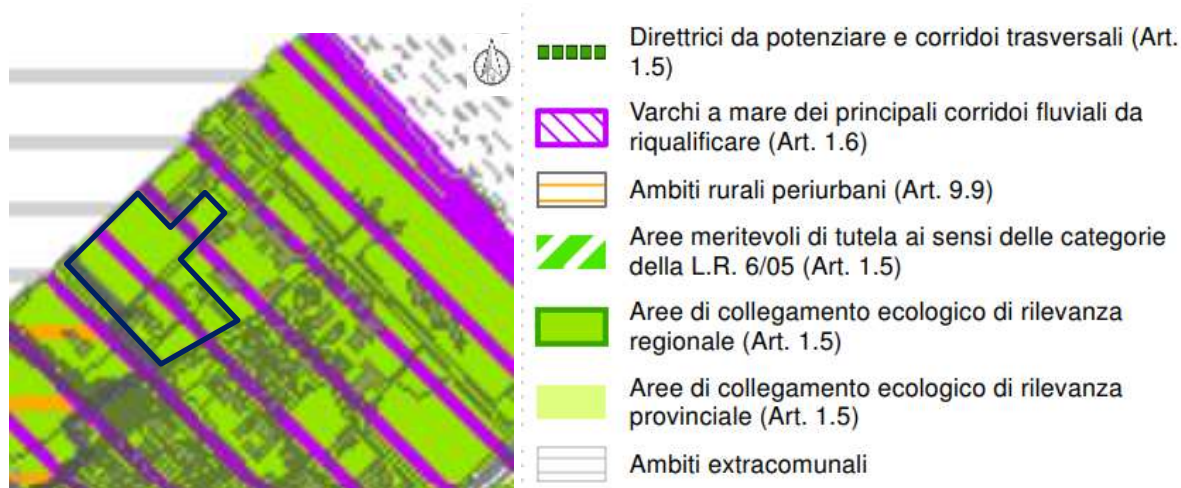 Direttrici da potenziare e corridoi trasversali (Art.
1.5)
Varchi a mare dei principali corridoi fluviali da
riqualificare (Art. 1.6)
Ambiti rurali periurbani (Art. 9.9)
Aree meritevoli di tutela ai sensi delle categorie
della L.R. 6/05 (Art. 1.5)
Aree di collegamento ecologico di rilevanza
regionale (Art. 1.5)
Aree di collegamento ecologico di rilevanza
provinciale (Art. 1.5)
Ambiti extracomunali